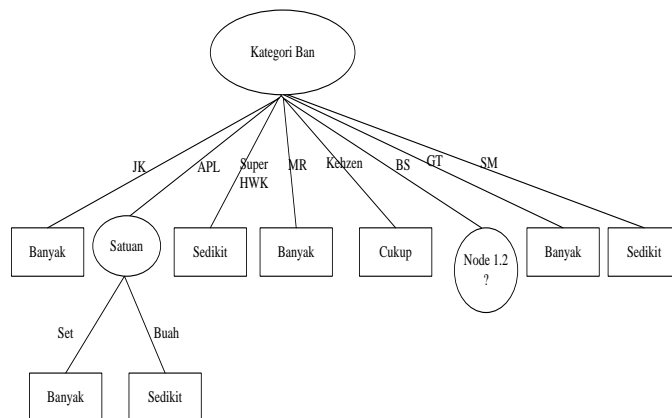 Kategori Ban
JK
APL
Super
HWK
MR
Kehzen
BS
GT
SM
Banyak
Satuan
Sedikit
Banyak
Cukup
Node 1.2
?
Banyak
Sedikit
Set
Buah
Banyak
Sedikit